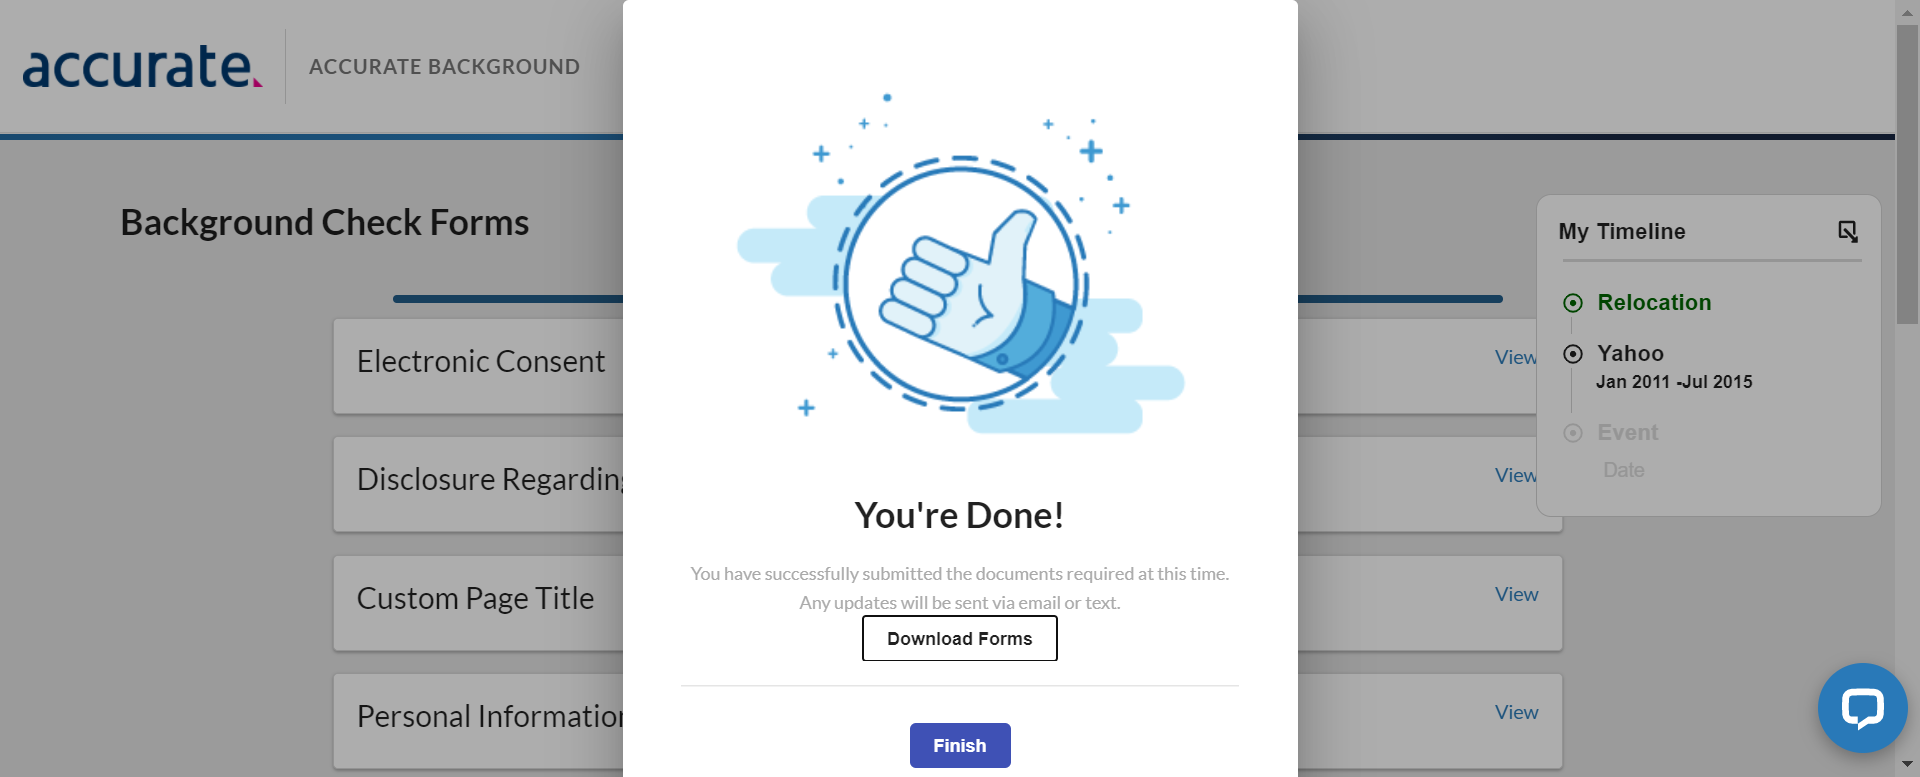 accurate.
ACCURATE BACKGROUND
Background Check Forms
Electronic Consent
View
Disclosure Regarding
View
Custom Page Title
View
Personal Information
View
You're Done!
You have successfully submitted the documents required at this time.
Any updates will be sent via email or text.
Download Forms
Finish
My Timeline
Relocation
Yahoo
Jan 2011 -Jul 2015
Event
Date